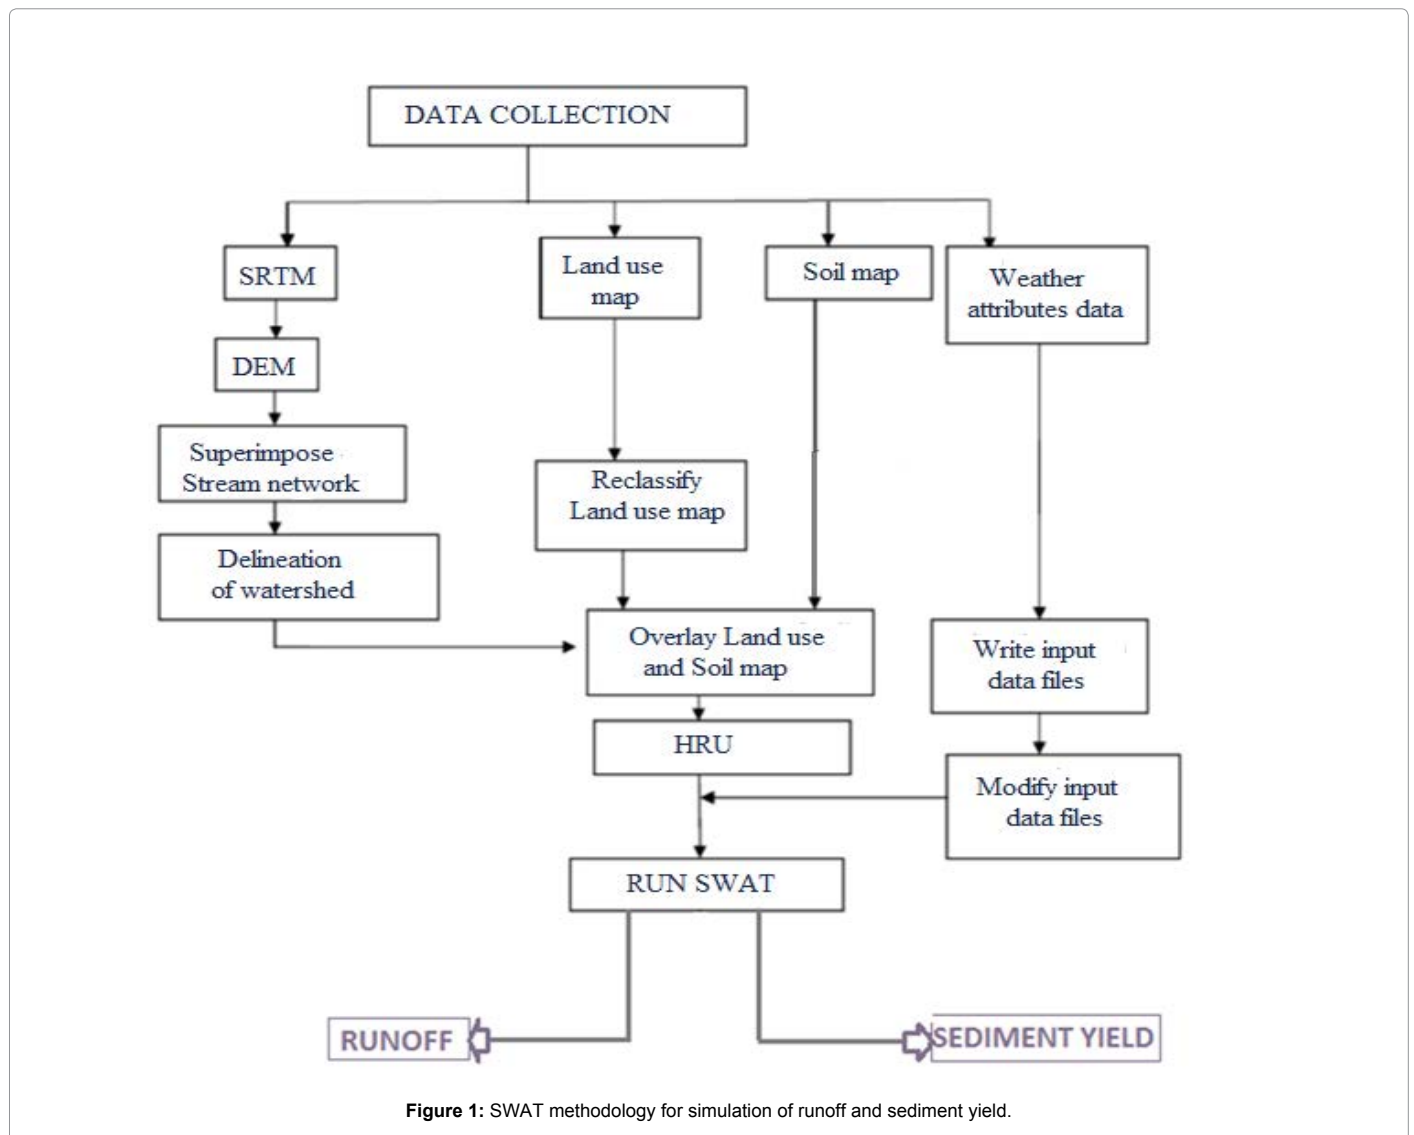 DATA COLLECTION
SRTM
Land use
map
Soil map
Weather
attributes data
DEM
Superimpose
Stream network
Reclassify
Land use map
Delineation
of watershed
Overlay Land use
and Soil map
Write input
data files
HRU
Modify input
data files
RUN SWAT
RUNOFF
SEDIMENT YIELD
Figure 1: SWAT methodology for simulation of runoff and sediment yield.